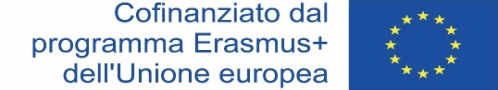 Cofinanziato dal
programma Erasmus+
dell'Unione europea